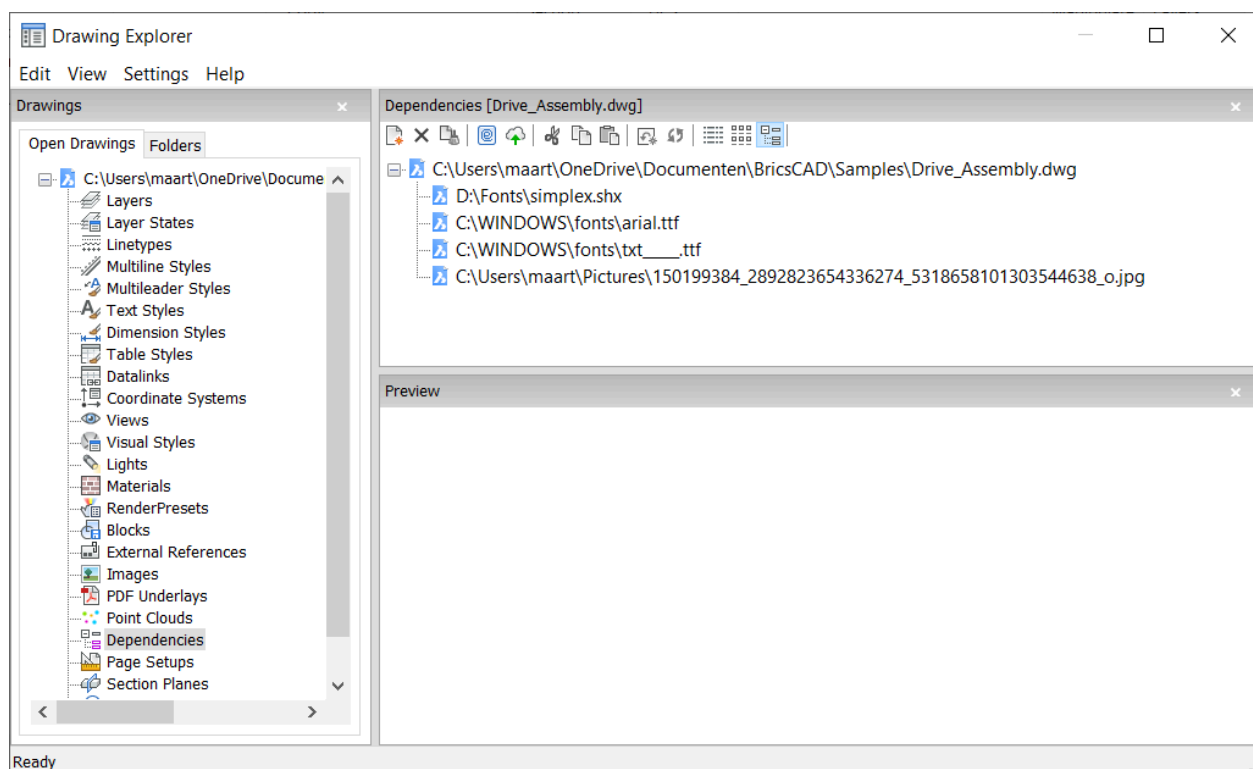 Drawing Explorer
Edit View Settings Help
Drawings
Open Drawings Folders
C:\Users\maart\OneDrive\Docume
Layers
Layer States
Linetypes
Multiline Styles
Multileader Styles
Text Styles
Dimension Styles
Table Styles
Datalinks
Coordinate Systems
Views
Visual Styles
Lights
Materials
RenderPresets
Blocks
External References
Images
PDF Underlays
Point Clouds
Dependencies
Page Setups
Section Planes
Dependencies [Drive_Assembly.dwg]
C:\Users\maart\OneDrive\Documenten\BricsCAD\Samples\Drive_Assembly.dwg
D:\Fonts\simplex.shx
C:\WINDOWS\fonts\arial.ttf
C:\WINDOWS\fonts\txt____.ttf
C:\Users\maart\Pictures\150199384_2892823654336274_5318658101303544638_o.jpg
Preview
Ready